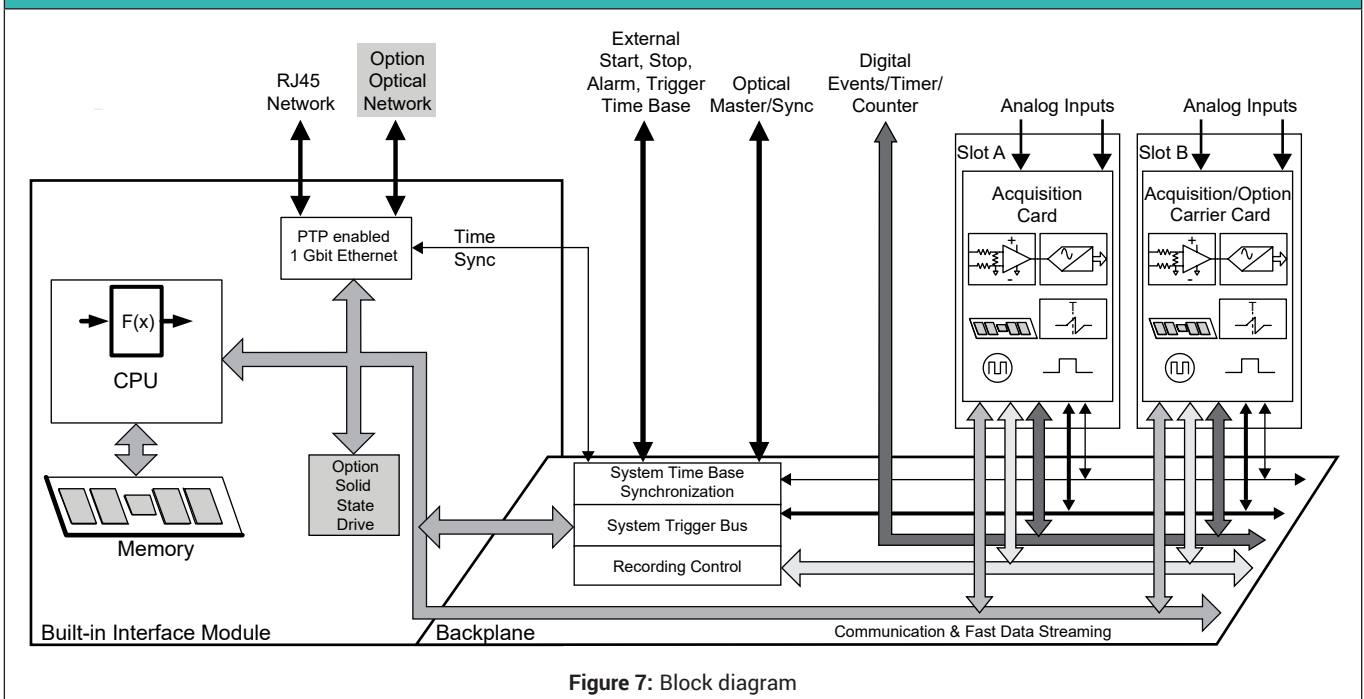 RJ45
Network
Option
Optical
Network
External
Start, Stop,
Alarm, Trigger
Time Base
Optical
Master/Sync
Digital
Events/Timer/
Counter
Analog Inputs
Analog Inputs
Slot A
Acquisition
Card
+
-
T
Slot B
Acquisition/Option
Carrier Card
+
-
T
PTP enabled
1 Gbit Ethernet
Time
Sync
F(x)
CPU
Memory
Option
Solid
State
Drive
System Time Base
Synchronization
System Trigger Bus
Recording Control
Built-in Interface Module
Backplane
Communication & Fast Data Streaming
Figure 7: Block diagram